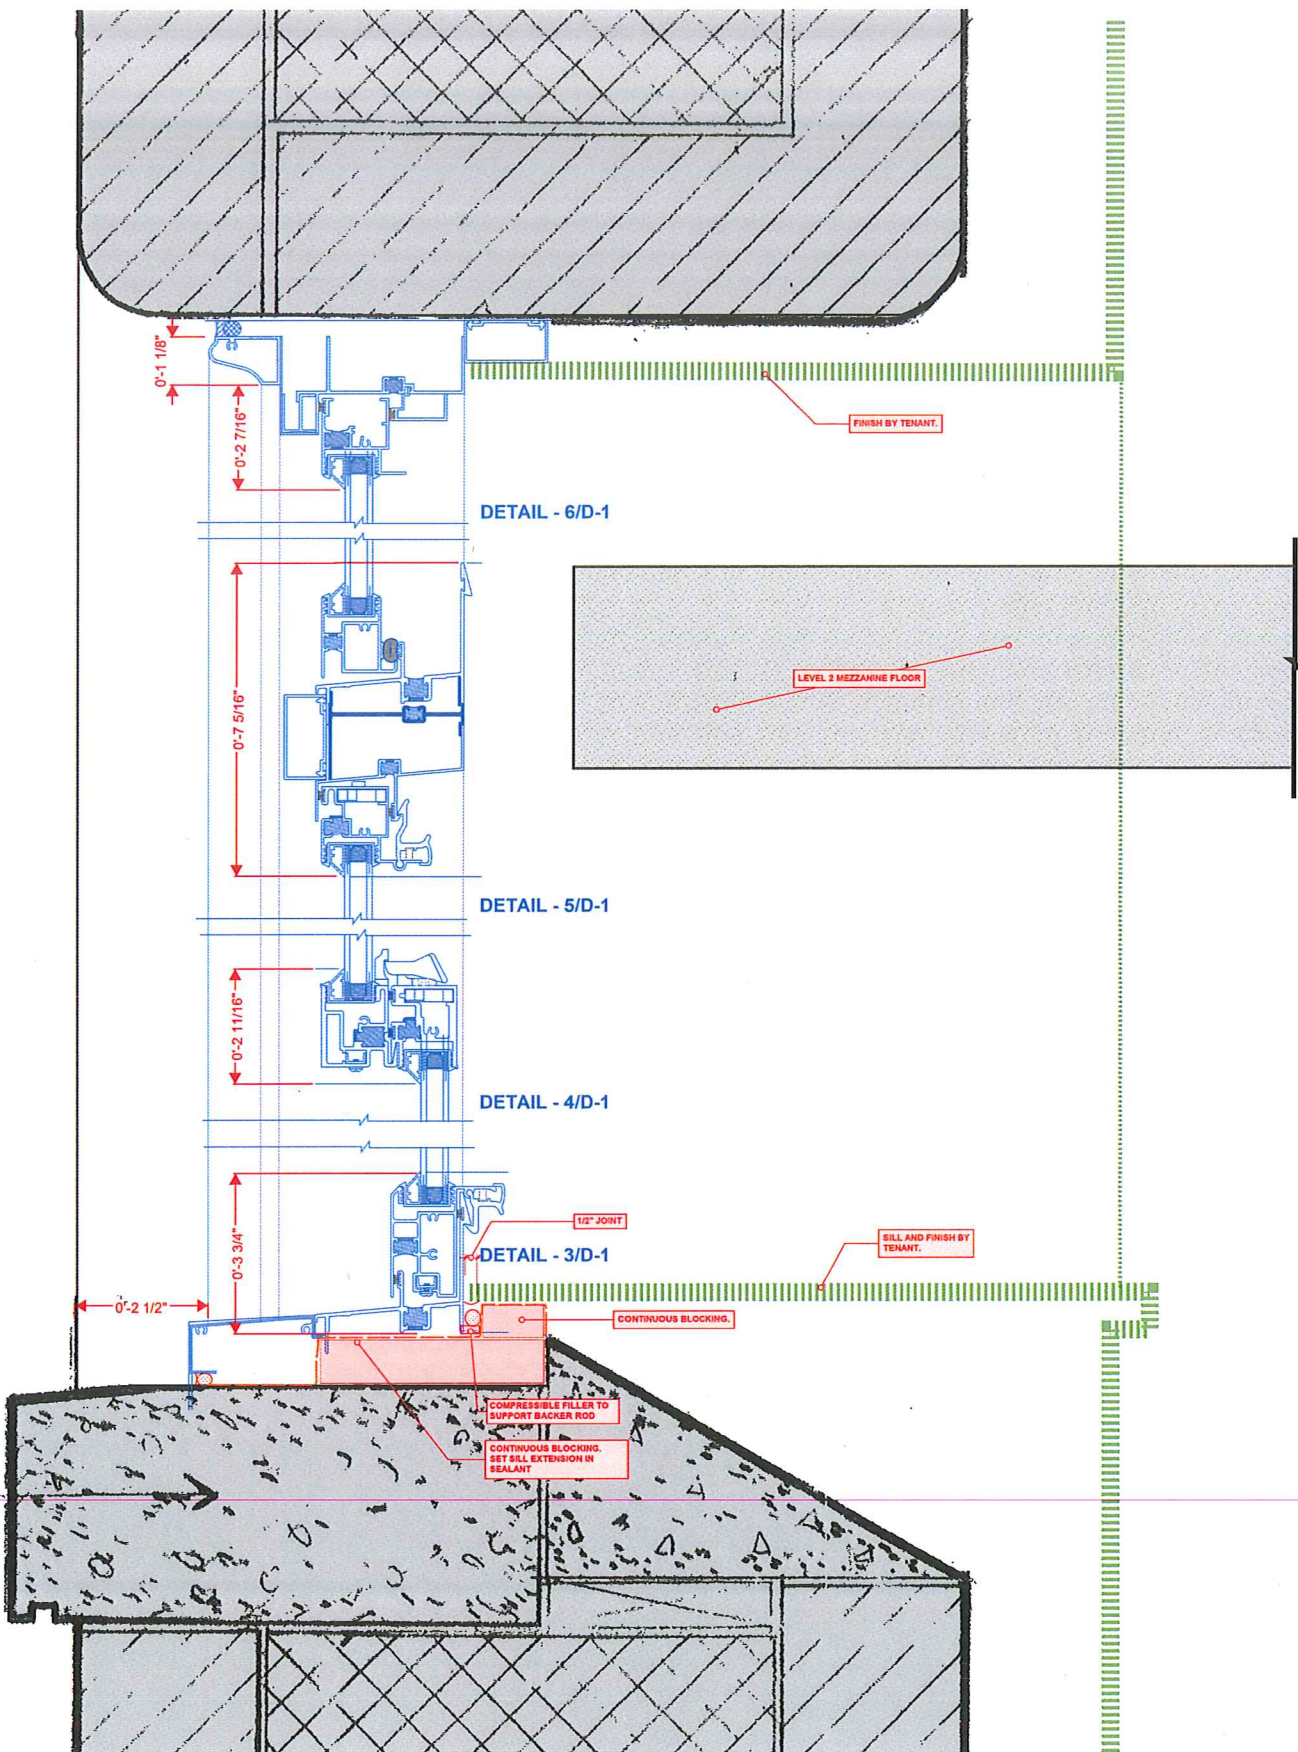 0'-1 1/8"
FINISH BY TENANT.
0'-2 7/16"
DETAIL - 6/D-1
LEVEL 2 MEZZANINE FLOOR
0'-7 5/16"
DETAIL - 5/D-1
0'-2 11/16"
DETAIL - 4/D-1
1/2" JOINT
SILL AND FINISH BY
TENANT.
0'-3 3/4"
DETAIL - 3/D-1
0'-2 1/2"
CONTINUOUS BLOCKING.
COMPRESSIBLE FILLER TO
SUPPORT BACKER ROD
CONTINUOUS BLOCKING.
SET SILL EXTENSION IN
SEALANT